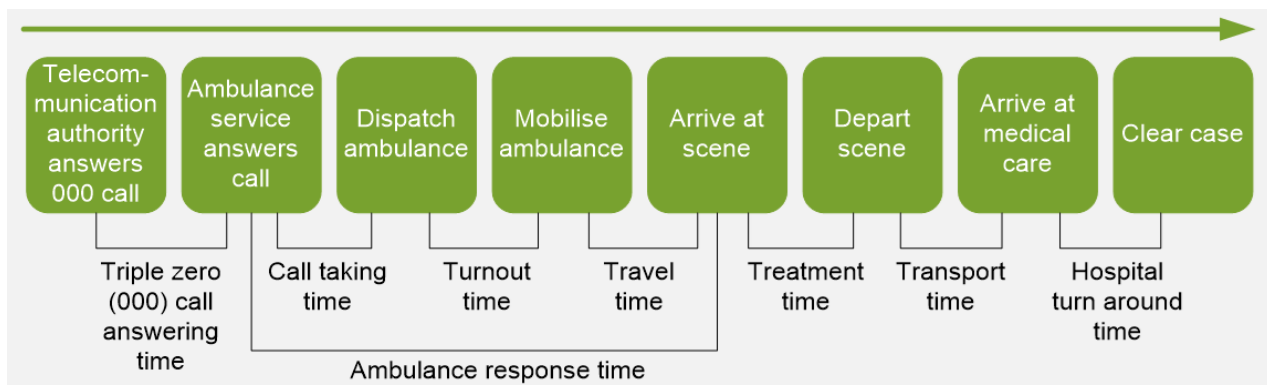 Telecom-
munication
authority
answers
000 call
Ambulance
service
answers
call
Dispatch
ambulance
Mobilise
ambulance
Arrive at
scene
Depart
scene
Arrive at
medical
care
Clear case
Triple zero
(000) call
answering
time
Call taking
time
Turnout
time
Travel
time
Treatment
time
Transport
time
Hospital
turn around
time
Ambulance response time